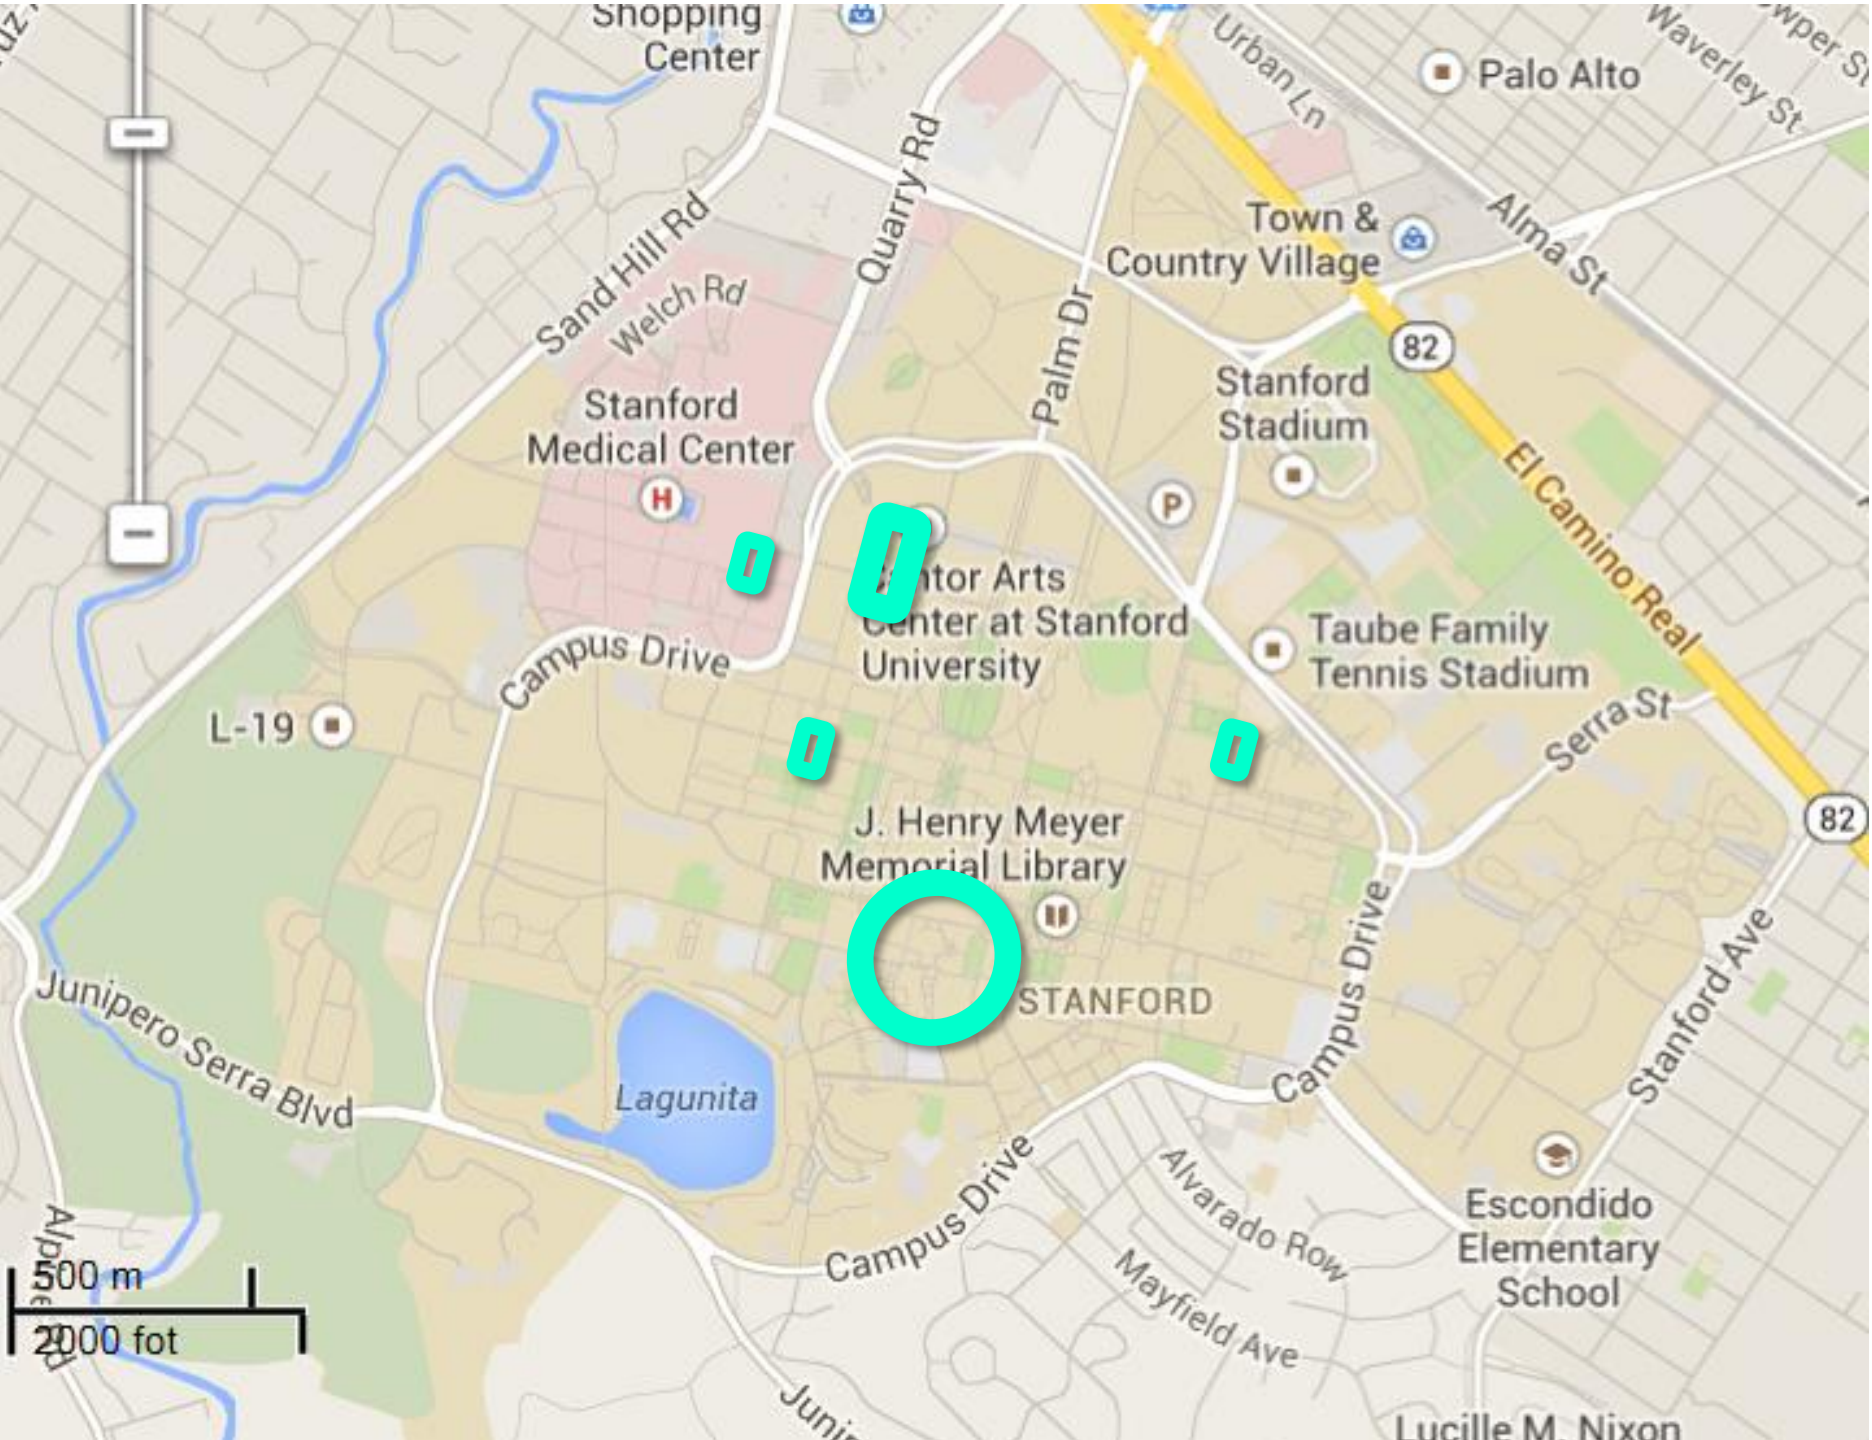 Shopping
Center
Urban Ln
Palo Alto
Waverley St
Quarry Rd
Sand Hill Rd
Welch Rd
Town &
Country Village
Alma St
82
Palm Dr
Stanford
Stadium
Stanford
Medical Center
H
P
El Camino Real
Arts
Center at Stanford
University
Taube Family
Tennis Stadium
Campus Drive
L-19
Serra St
J. Henry Meyer
Memorial Library
82
STANFORD
Campus Drive
Stanford Ave
Junipero Serra Blvd
Lagunita
Campus Drive
Alvarado Row
Mayfield Ave
Escondido
Elementary
School
500 m
2000 fot
Lucille M. Nixon